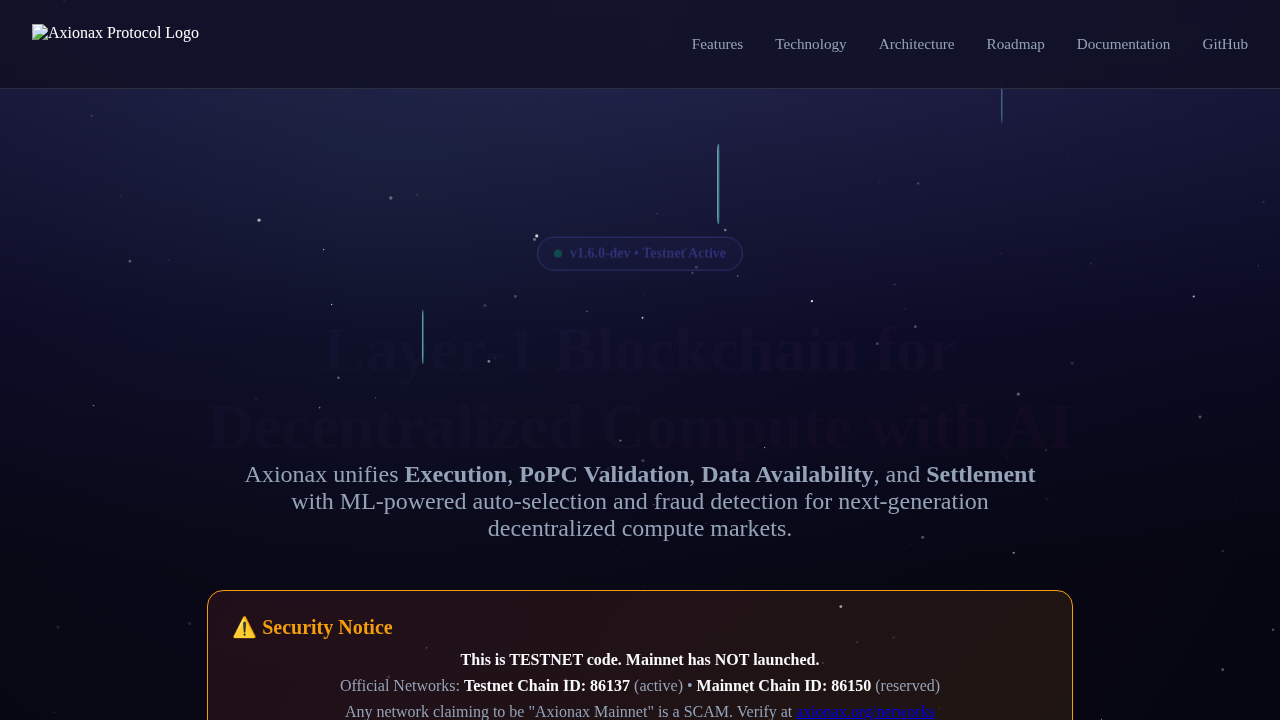 Axionax Protocol Logo
Features Technology Architecture Roadmap Documentation GitHub
v1.6.0-dev • Testnet Active
Layer-1 Blockchain for
Decentralized Compute with AI
Axionax unifies Execution, PoPC Validation, Data Availability, and Settlement
with ML-powered auto-selection and fraud detection for next-generation
decentralized compute markets.
⚠️ Security Notice
This is TESTNET code. Mainnet has NOT launched.
Official Networks: Testnet Chain ID: 86137 (active) • Mainnet Chain ID: 86150 (reserved)
Any network claiming to be "Axionax Mainnet" is a SCAM. Verify at axionax.org/networks